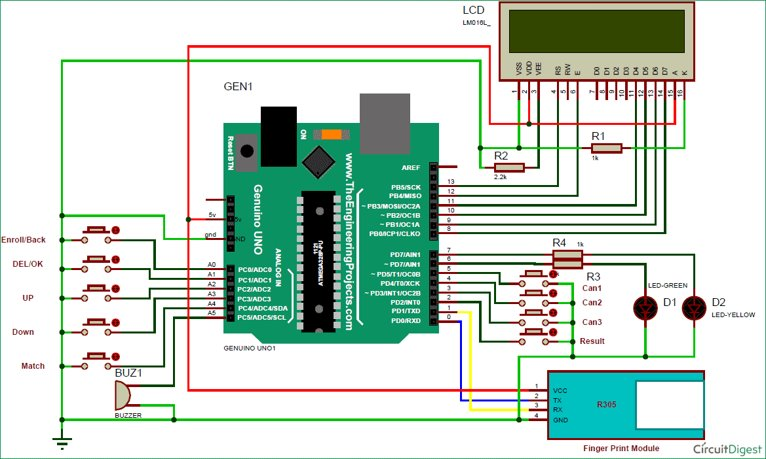 LCD
LM016L_
VSS
VDD
VEE
RS
RW
E
D0
D1
D2
D3
D4
D5
D6
D7
A
K
1
2
3
4
5
6
7
8
9
10
11
12
13
14
15
16
GEN1
ON
Reset BTN
Genuino UNO
www.TheEngineeringProjects.com
ANALOG IN
5v
gnd
AREF
13 PB5/SCK
12 PB4/MISO
11 ~ PB3/MOSI/OC2A
10 ~ PB2/OC1B
9 ~ PB1/OC1A
8 PB0/ICP1/CLKO
7 PD7/AIN1
6 ~ PD7/AIN1
5 ~ PD5/T1/OC0B
4 PD4/T0/XCK
3 ~ PD3/INT1/OC2B
2 PD2/INT0
1 PD1/TXD
0 PD0/RXD
A0 PC0/ADC0
A1 PC1/ADC1
A2 PC2/ADC2
A3 PC3/ADC3
A4 PC4/ADC4/SDA
A5 PC5/ADC5/SCL
GENUINO UNO1
R1
1k
R2
2.2k
R4
1k
R3
Enroll/Back
DEL/OK
UP
Down
Match
BUZ1
BUZZER
Can1
Can2
Can3
Result
LED-GREEN
D1
D2
LED-YELLOW
1 VCC
2 TX
3 RX
4 GND
R305
Finger Print Module
CircuitDigest